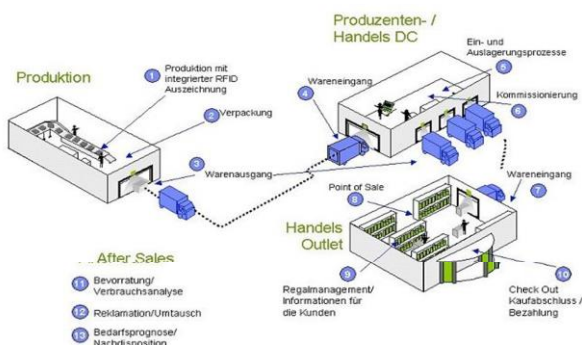 Produktion
1 Produktion mit
integrierter RFID
Auszeichnung
2 Verpackung
3 Warenausgang
Produzenten- /
Handels DC
4 Wareneingang
5 Ein- und
Auslagerungsprozesse
6 Kommissionierung
Wareneingang
7
Handels
Outlet
8 Point of Sale
9 Regalmanagement/
Informationen für
die Kunden
10 Check Out
Kaufabschluss /
Bezahlung
After Sales
11 Bevorratung/
Verbrauchsanalyse
12 Reklamation/Umtausch
13 Bedarfsprognose/
Nachdisposition